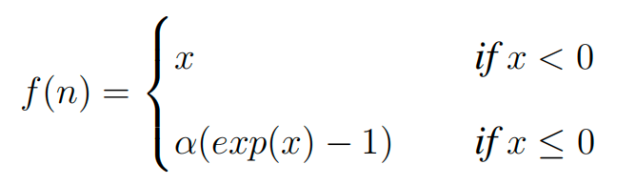 x if x < 0
f(n) =
α(exp(x) − 1) if x ≤ 0